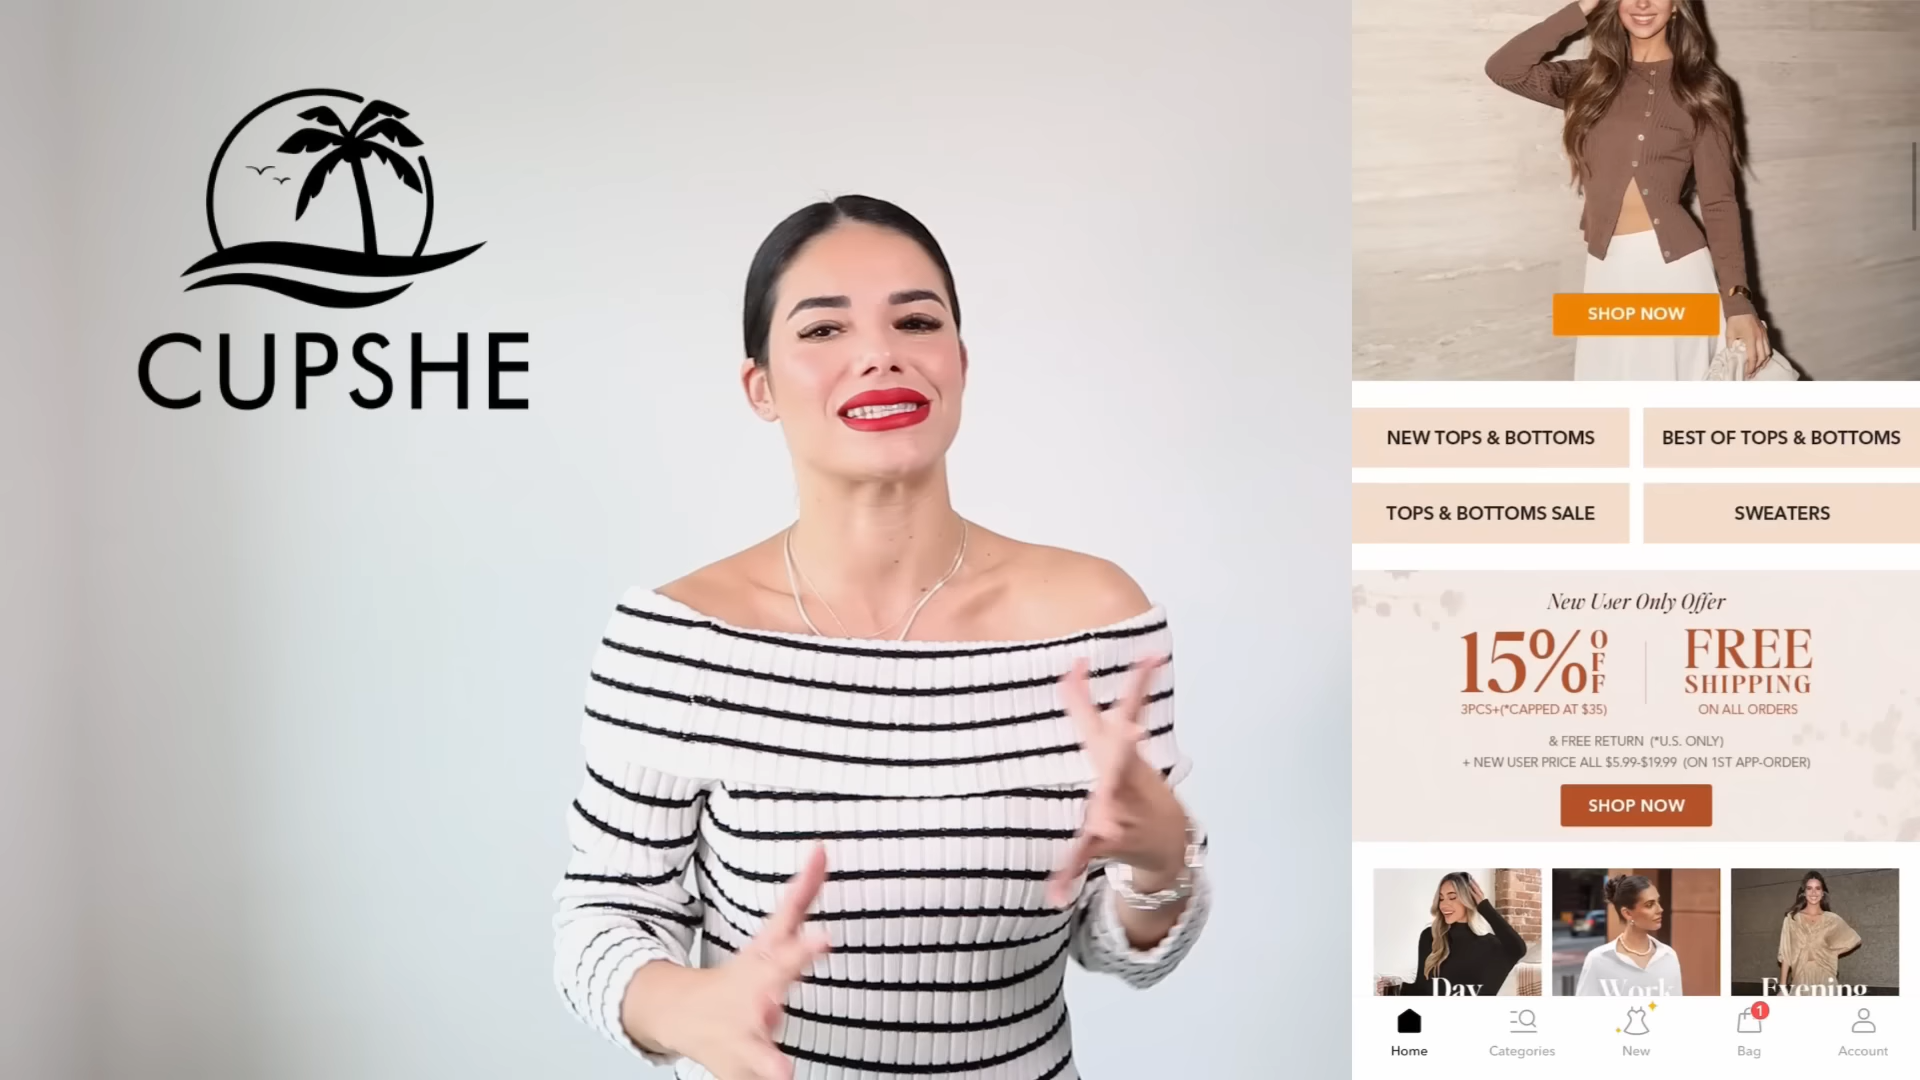 CUPSHE
SHOP NOW
NEW TOPS & BOTTOMS
BEST OF TOPS & BOTTOMS
TOPS & BOTTOMS SALE
SWEATERS
New User Only Offer
15% OFF
3PCS+(*CAPPED AT $35)
FREE
SHIPPING
ON ALL ORDERS
& FREE RETURN (*U.S. ONLY)
+ NEW USER PRICE ALL $5.99-$19.99 (ON 1ST APP-ORDER)
SHOP NOW
Day
Work
Evening
1
Home
Categories
New
Bag
Account